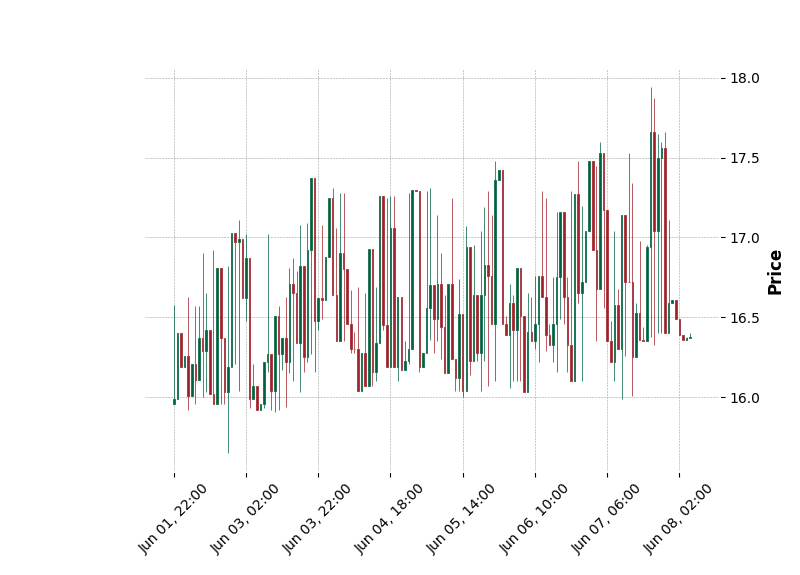 18.0
17.5
17.0
16.5
16.0
Price
Jun 01, 22:00
Jun 03, 02:00
Jun 03, 22:00
Jun 04, 18:00
Jun 05, 14:00
Jun 06, 10:00
Jun 07, 06:00
Jun 08, 02:00